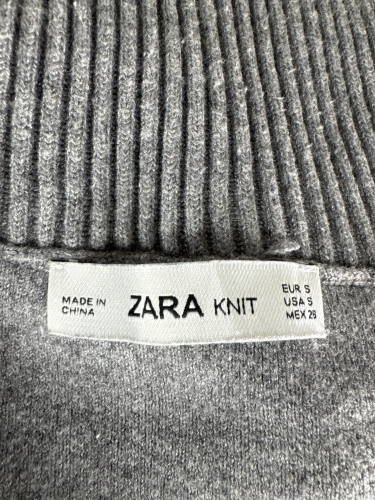 MADE IN
CHINA
ZARA KNIT
EUR S
USA S
MEX 26